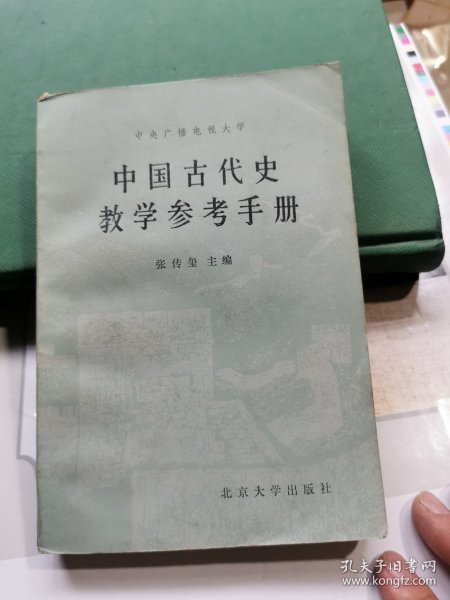 中央广播电视大学
中国古代史
教学参考手册
张传玺 主编
北京大学出版社
孔夫子旧书网
www.kongfz.com